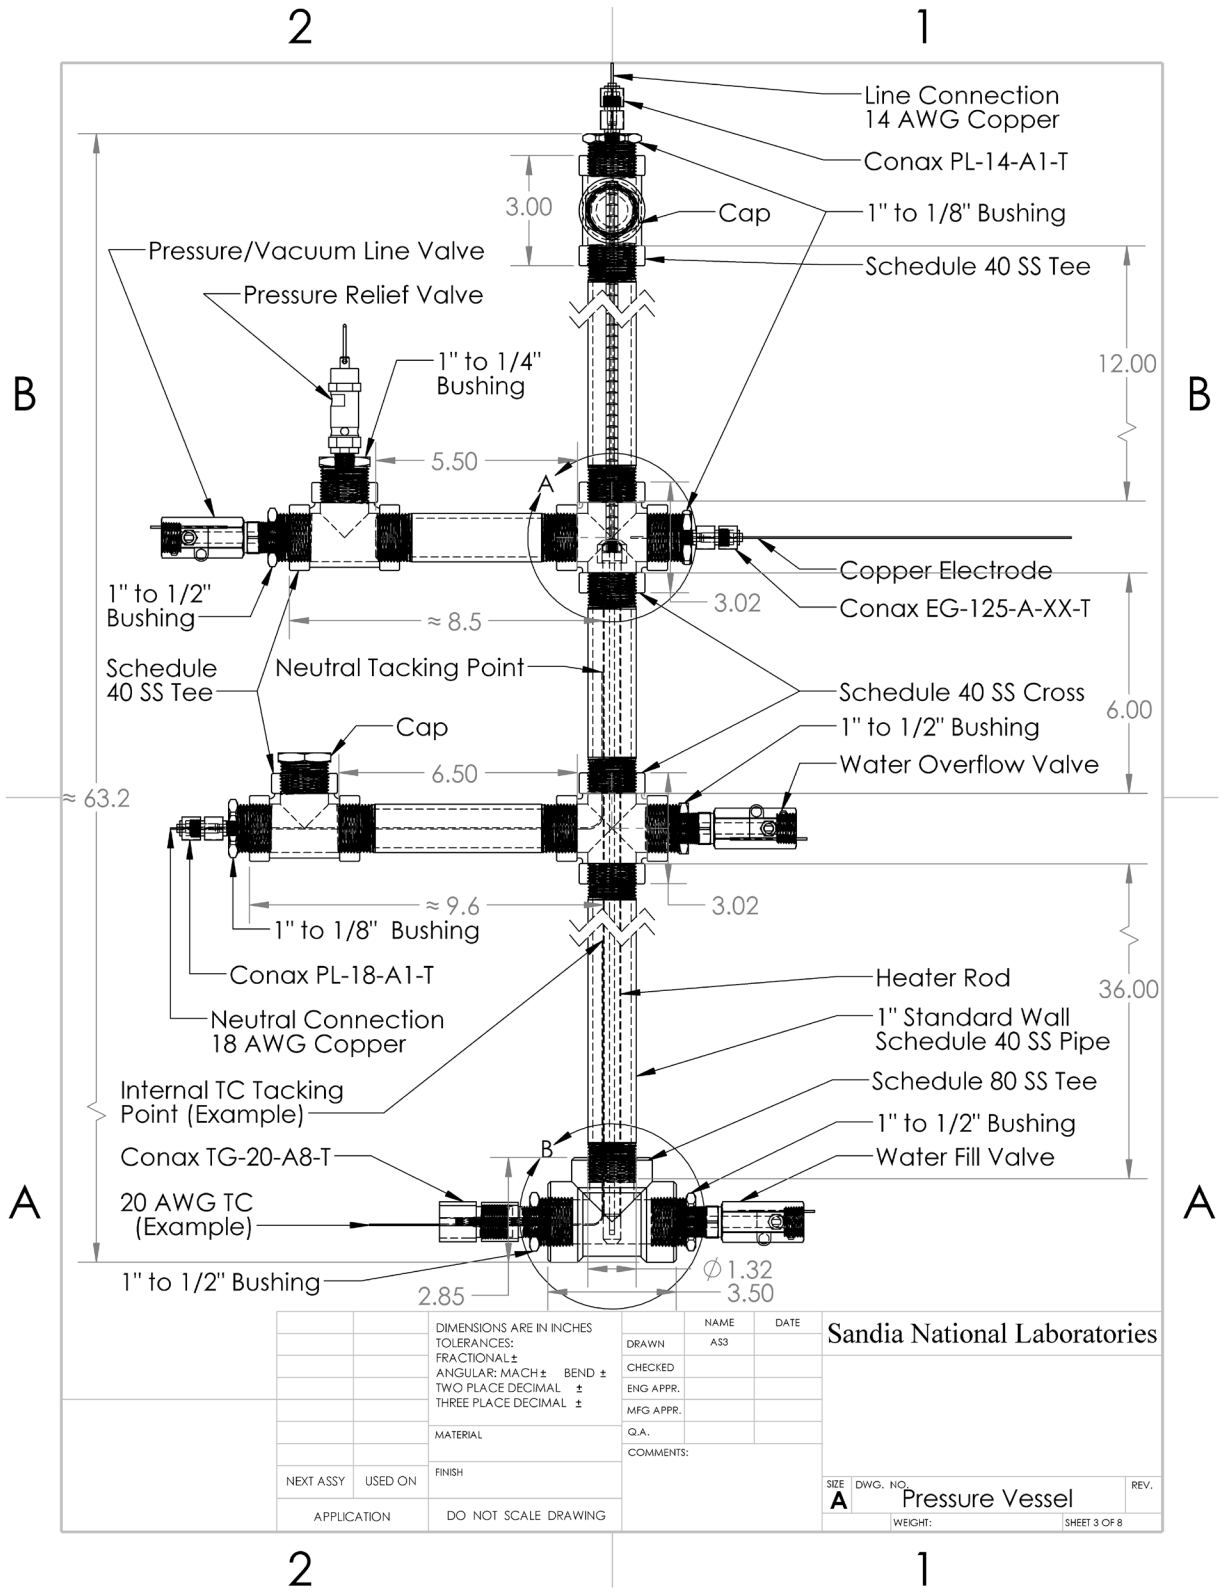 2
1
Line Connection
14 AWG Copper
Conax PL-14-A1-T
3.00
Cap
1" to 1/8" Bushing
Pressure/Vacuum Line Valve
Schedule 40 SS Tee
Pressure Relief Valve
1" to 1/4"
Bushing
12.00
B
B
5.50
A
Copper Electrode
1" to 1/2"
Bushing
3.02
Conax EG-125-A-XX-T
≈ 8.5
Schedule
40 SS Tee
Neutral Tacking Point
Schedule 40 SS Cross
6.00
Cap
1" to 1/2" Bushing
6.50
Water Overflow Valve
≈ 63.2
≈ 9.6
3.02
1" to 1/8" Bushing
Conax PL-18-A1-T
Heater Rod
36.00
Neutral Connection
18 AWG Copper
1" Standard Wall
Schedule 40 SS Pipe
Internal TC Tacking
Point (Example)
Schedule 80 SS Tee
1" to 1/2" Bushing
B
Conax TG-20-A8-T
Water Fill Valve
A
A
20 AWG TC
(Example)
1" to 1/2" Bushing
Ø 1.32
2.85
3.50
DIMENSIONS ARE IN INCHES
TOLERANCES:
FRACTIONAL ±
ANGULAR: MACH ± BEND ±
TWO PLACE DECIMAL ±
THREE PLACE DECIMAL ±
MATERIAL
FINISH
DO NOT SCALE DRAWING
NEXT ASSY
USED ON
APPLICATION
NAME
DATE
DRAWN
AS3
CHECKED
ENG APPR.
MFG APPR.
Q.A.
COMMENTS:
Sandia National Laboratories
SIZE
A
DWG. NO.
Pressure Vessel
REV.
WEIGHT:
SHEET 3 OF 8
2
1